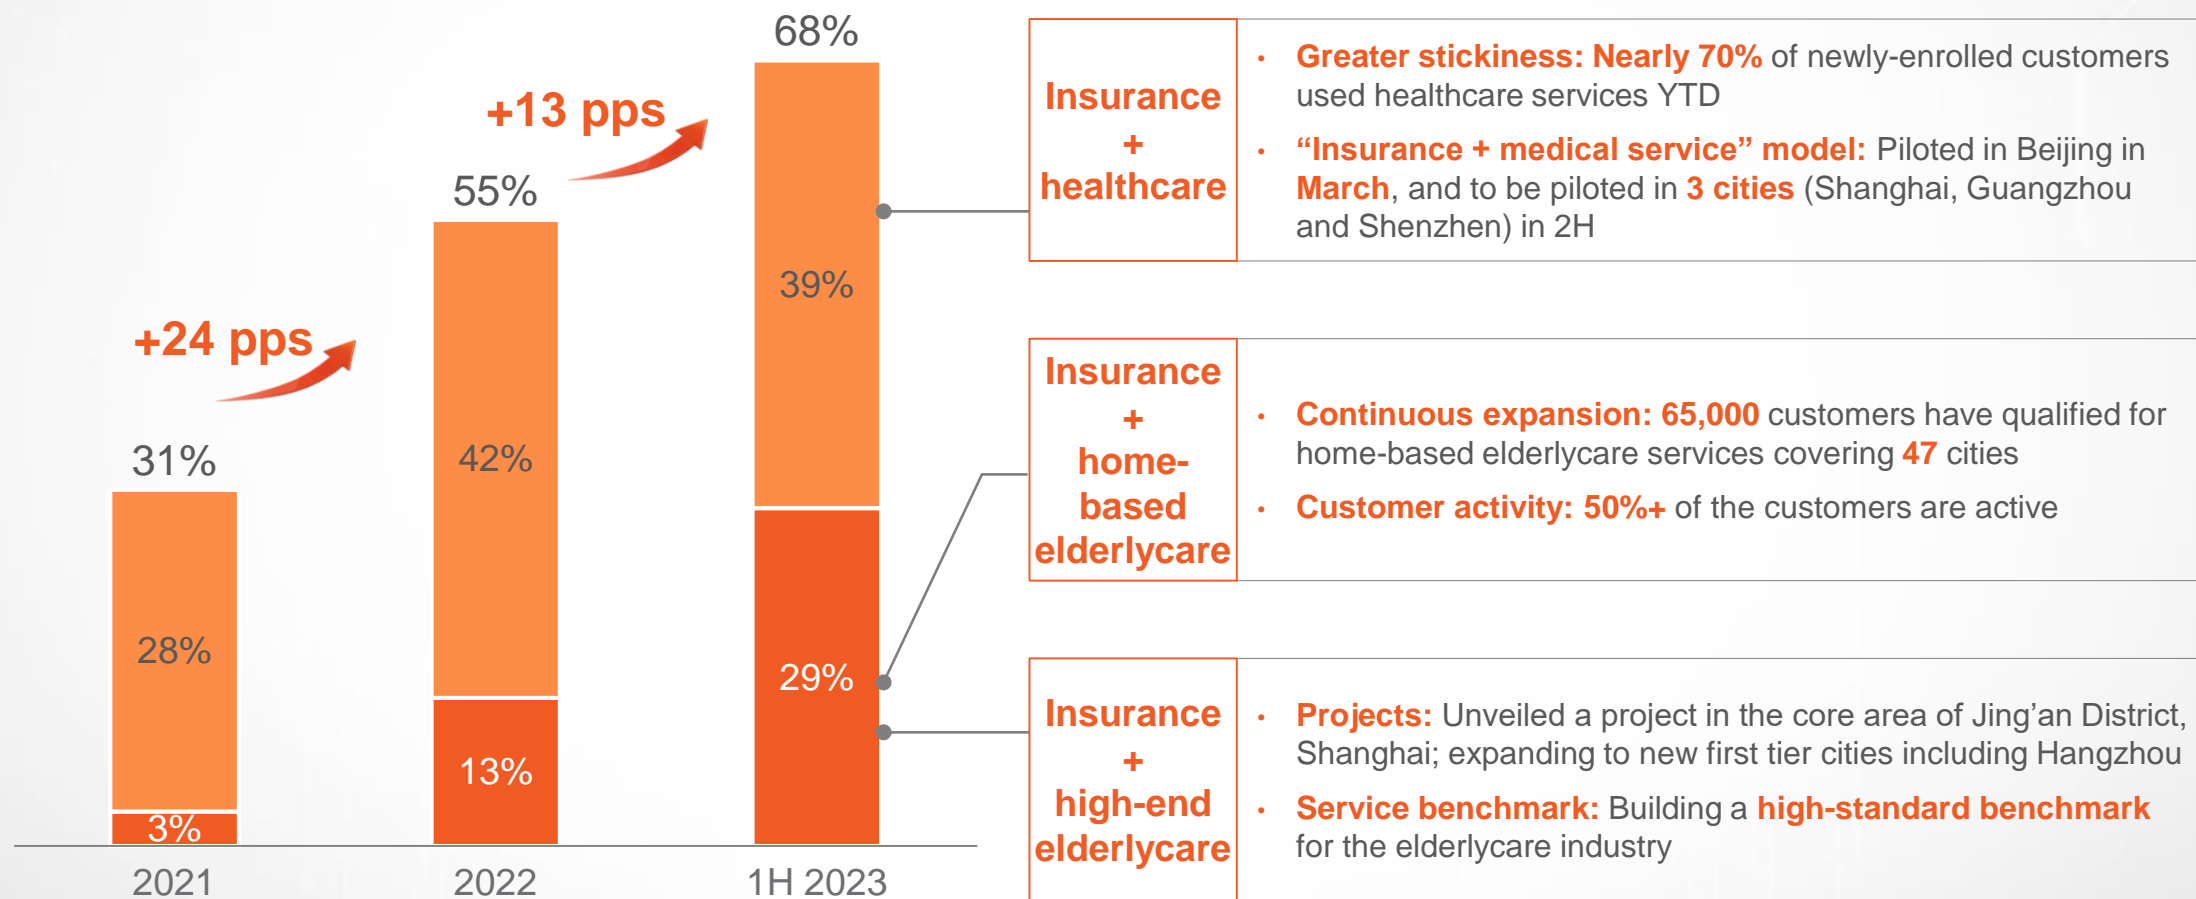 68%
+13 pps
55%
39%
+24 pps
31%
42%
28%
29%
13%
3%
2021
2022
1H 2023
Insurance
+
healthcare
• Greater stickiness: Nearly 70% of newly-enrolled customers
used healthcare services YTD
• “Insurance + medical service” model: Piloted in Beijing in
March, and to be piloted in 3 cities (Shanghai, Guangzhou
and Shenzhen) in 2H
Insurance
+
home-
based
elderlycare
• Continuous expansion: 65,000 customers have qualified for
home-based elderlycare services covering 47 cities
• Customer activity: 50%+ of the customers are active
Insurance
+
high-end
elderlycare
• Projects: Unveiled a project in the core area of Jing’an District,
Shanghai; expanding to new first tier cities including Hangzhou
• Service benchmark: Building a high-standard benchmark
for the elderlycare industry